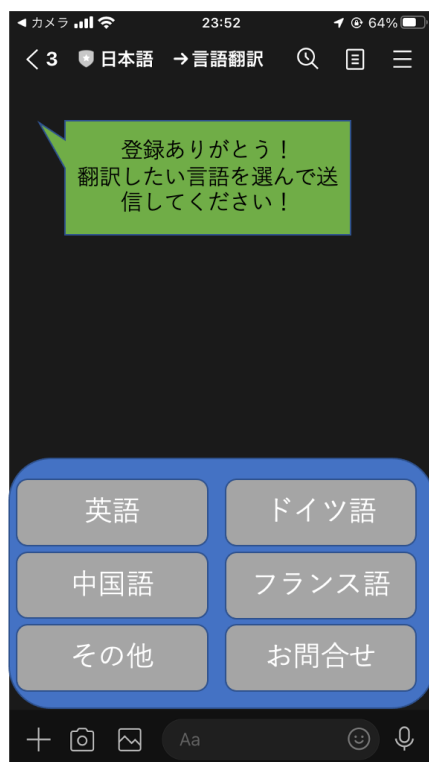 ◀カメラ 23:52 64%
3 日本語 →言語翻訳
登録ありがとう！
翻訳したい言語を選んで送
信してください！
英語 ドイツ語
中国語 フランス語
その他 お問合せ
Aa